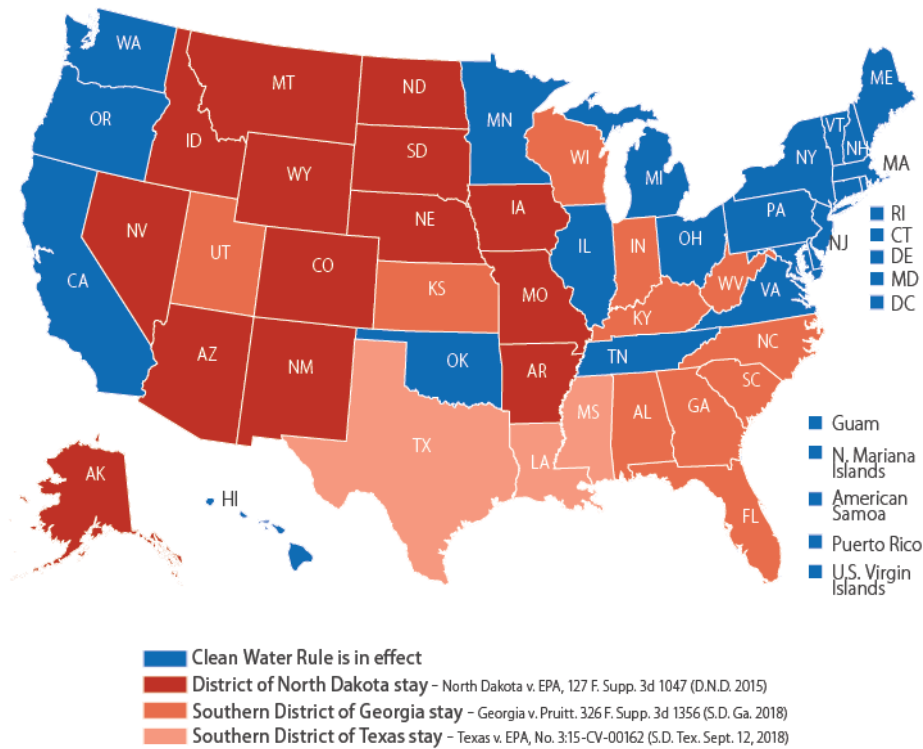 WA
MT
ND
ME
OR
MN
VT
ID
SD
WI
NH
WY
NY
MA
MI
NE
IA
PA
RI
NV
IL
OH
NJ
CT
UT
IN
DE
CA
CO
WV
MD
KS
MO
VA
DC
KY
NC
AZ
NM
OK
TN
AR
SC
MS
AL
GA
Guam
TX
LA
N. Mariana
Islands
AK
HI
American
Samoa
FL
Puerto Rico
U.S. Virgin
Islands
Clean Water Rule is in effect
District of North Dakota stay – North Dakota v. EPA, 127 F. Supp. 3d 1047 (D.N.D. 2015)
Southern District of Georgia stay – Georgia v. Pruitt. 326 F. Supp. 3d 1356 (S.D. Ga. 2018)
Southern District of Texas stay – Texas v. EPA, No. 3:15-CV-00162 (S.D. Tex. Sept. 12, 2018)